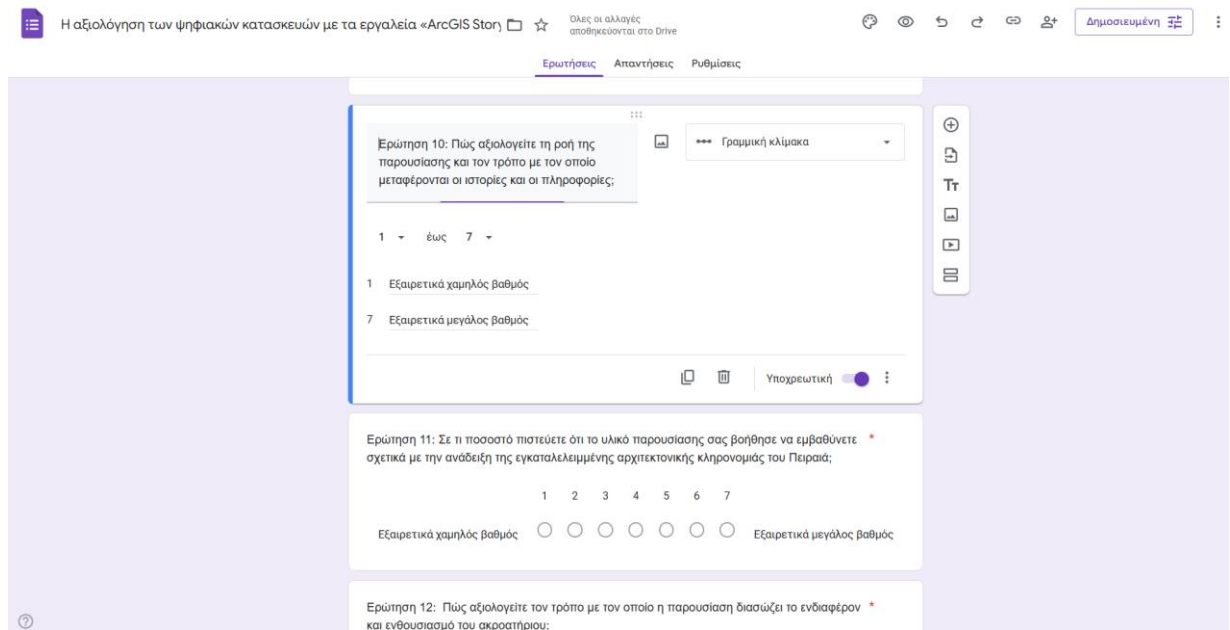 Η αξιολόγηση των ψηφιακών κατασκευών με τα εργαλεία «ArcGIS Story
Όλες οι αλλαγές
αποθηκεύονται στο Drive
Δημοσιευμένη
Ερωτήσεις Απαντήσεις Ρυθμίσεις
Ερώτηση 10: Πώς αξιολογείτε τη ροή της
παρουσίασης και τον τρόπο με τον οποίο
μεταφέρονται οι ιστορίες και οι πληροφορίες;
Γραμμική κλίμακα
1 έως 7
1 Εξαιρετικά χαμηλός βαθμός
7 Εξαιρετικά μεγάλος βαθμός
Υποχρεωτική
Ερώτηση 11: Σε τι ποσοστό πιστεύετε ότι το υλικό παρουσίασης σας βοήθησε να εμβαθύνετε *
σχετικά με την ανάδειξη της εγκαταλελειμμένης αρχιτεκτονικής κληρονομιάς του Πειραιά;
1 2 3 4 5 6 7
Εξαιρετικά χαμηλός βαθμός Εξαιρετικά μεγάλος βαθμός
Ερώτηση 12: Πώς αξιολογείτε τον τρόπο με τον οποίο η παρουσίαση διασώζει το ενδιαφέρον *
και ενθουσιασμό του ακροατήριου;